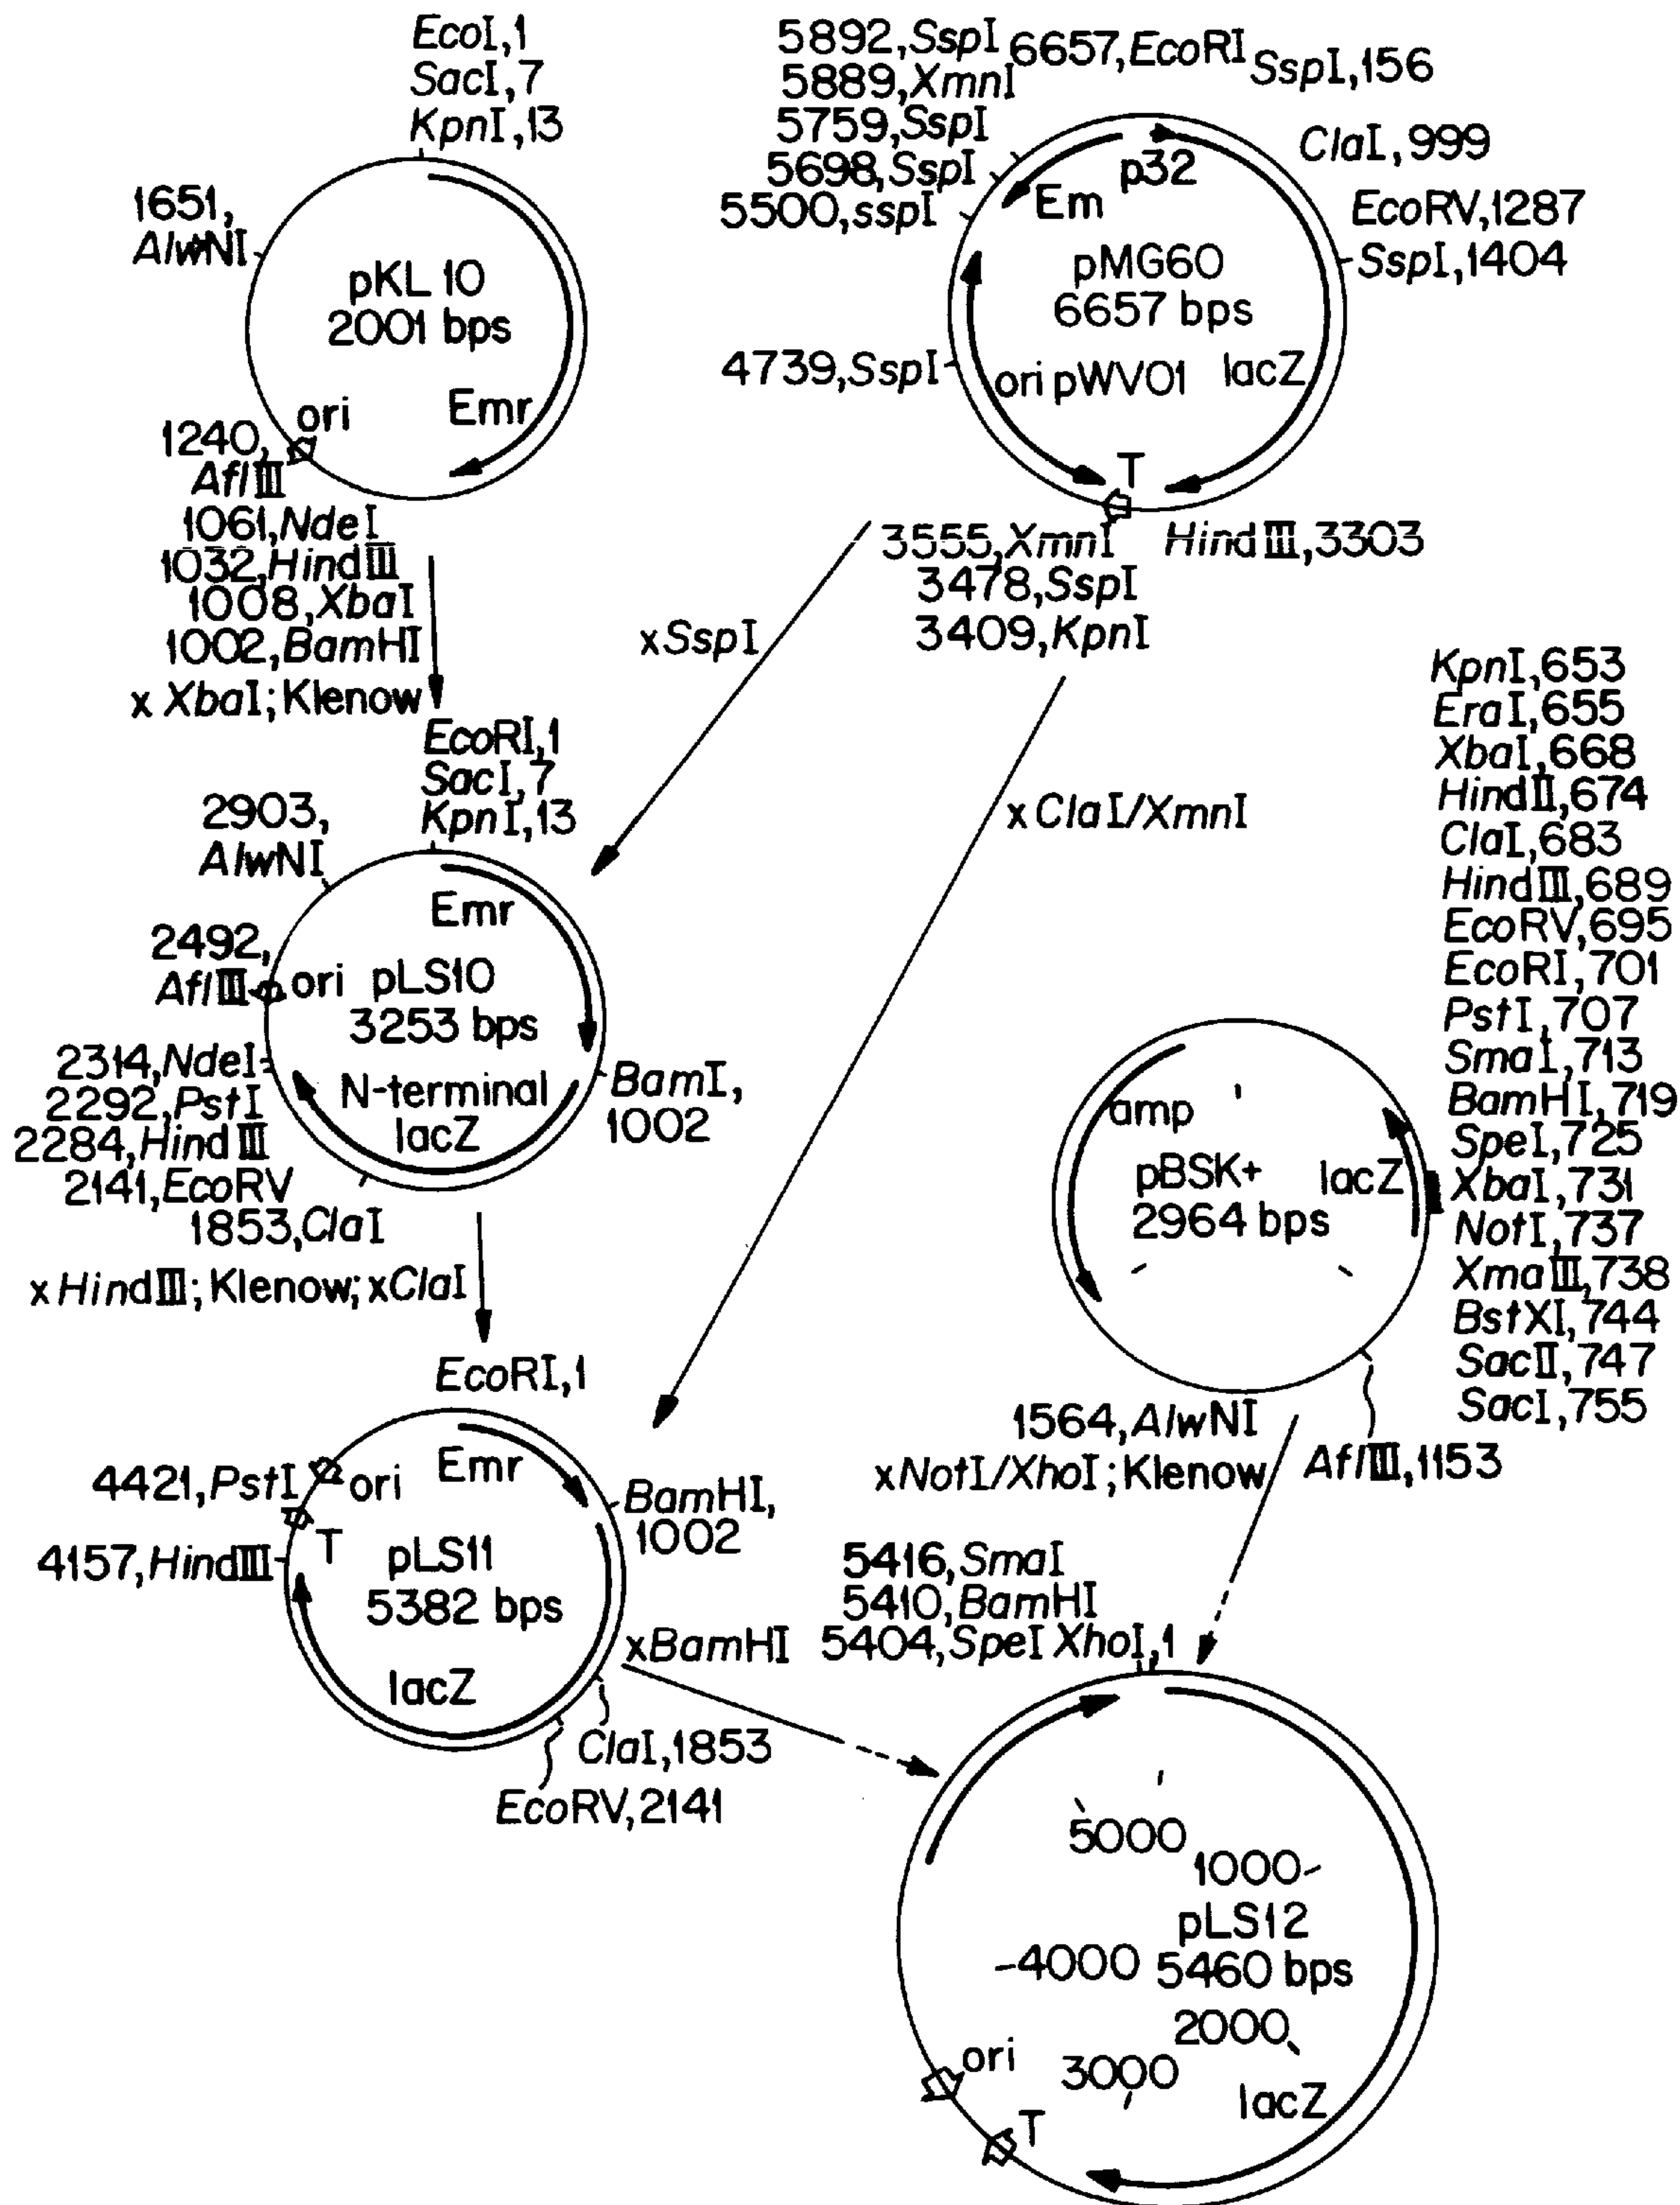 EcoI,1
SacI,7
KpnI,13
1651,
AlwNI
pKL 10
2001 bps
ori
Emr
1240,
AflIII
1061,NdeI
1032,HindIII
1008,XbaI
1002,BamHI
x XbaI; Klenow
5892,SspI
6657,EcoRI
SspI,156
5889,XmnI
5759,SspI
5698,SspI
5500,sspI
ClaI,999
EcoRV,1287
SspI,1404
p32
Em
pMG60
6657 bps
4739,SspI
ori pWVO1
lacZ
T
3555,XmnI
HindIII,3303
3478,SspI
3409,KpnI
xSspI
xClaI/XmnI
EcoRI,1
SacI,7
KpnI,13
2903,
AlwNI
Emr
2492,
AflIII
ori
pLS10
3253 bps
2314,NdeI
2292,PstI
2284,HindIII
2141,EcoRV
1853,ClaI
N-terminal
lacZ
BamI,
1002
xHindIII; Klenow; xClaI
KpnI,653
EraI,655
XbaI,668
HindII,674
ClaI,683
HindIII,689
EcoRV,695
EcoRI,701
PstI,707
SmaI,713
BamHI,719
SpeI,725
XbaI,731
NotI,737
XmaIII,738
BstXI,744
SacII,747
SacI,755
amp
pBSK+
2964 bps
lacZ
1564,AlwNI
AflIII,1153
xNotI/XhoI; Klenow
EcoRI,1
4421,PstI
ori
Emr
BamHI,
1002
T
4157,HindIII
pLS11
5382 bps
lacZ
ClaI,1853
EcoRV,2141
xBamHI
5416,SmaI
5410,BamHI
5404,SpeI
XhoI,1
5000
1000
pLS12
4000
5460 bps
2000
3000
ori
T
lacZ